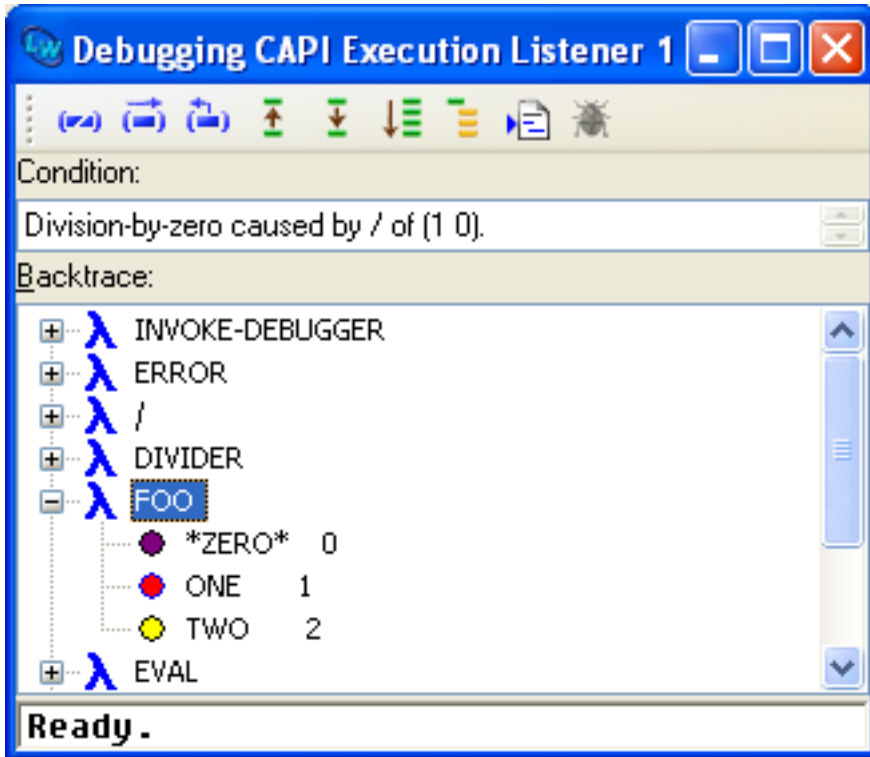 Debugging CAPI Execution Listener 1
Condition:
Division-by-zero caused by / of (1 0).
Backtrace:
λ INVOKE-DEBUGGER
λ ERROR
λ /
λ DIVIDER
λ FOO
*ZERO* 0
ONE 1
TWO 2
λ EVAL
Ready.